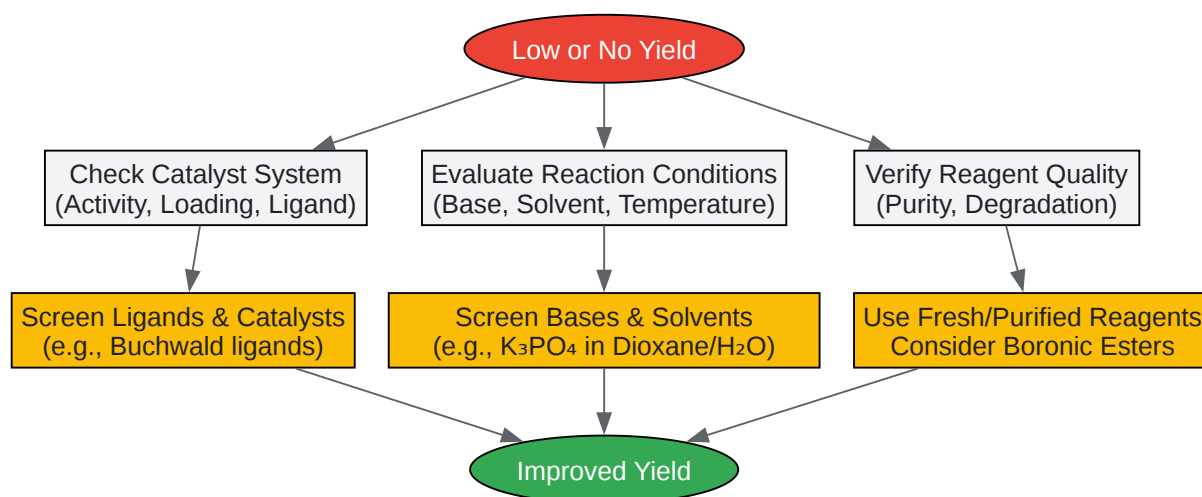 Low or No Yield
Check Catalyst System
(Activity, Loading, Ligand)
Evaluate Reaction Conditions
(Base, Solvent, Temperature)
Verify Reagent Quality
(Purity, Degradation)
Screen Ligands & Catalysts
(e.g., Buchwald ligands)
Screen Bases & Solvents
(e.g., K₃PO₄ in Dioxane/H₂O)
Use Fresh/Purified Reagents
Consider Boronic Esters
Improved Yield